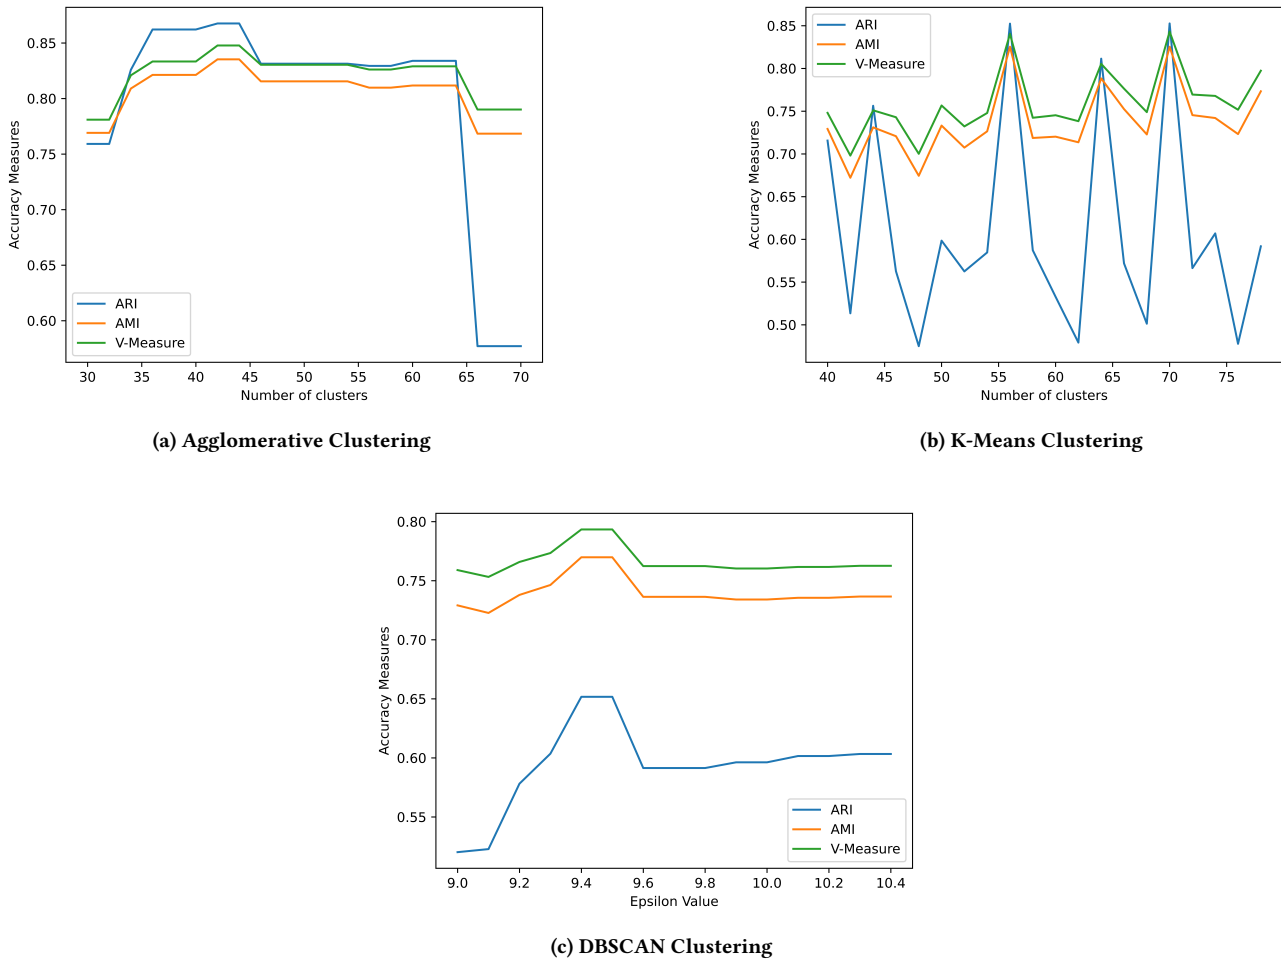 0.85
0.80
0.75
0.70
0.65
0.60
Accuracy Measures
ARI
AMI
V-Measure
30 35 40 45 50 55 60 65 70
Number of clusters
(a) Agglomerative Clustering
ARI
AMI
V-Measure
0.85
0.80
0.75
0.70
0.65
0.60
0.55
0.50
Accuracy Measures
40 45 50 55 60 65 70 75
Number of clusters
(b) K-Means Clustering
0.80
0.75
0.70
0.65
0.60
0.55
Accuracy Measures
ARI
AMI
V-Measure
9.0 9.2 9.4 9.6 9.8 10.0 10.2 10.4
Epsilon Value
(c) DBSCAN Clustering